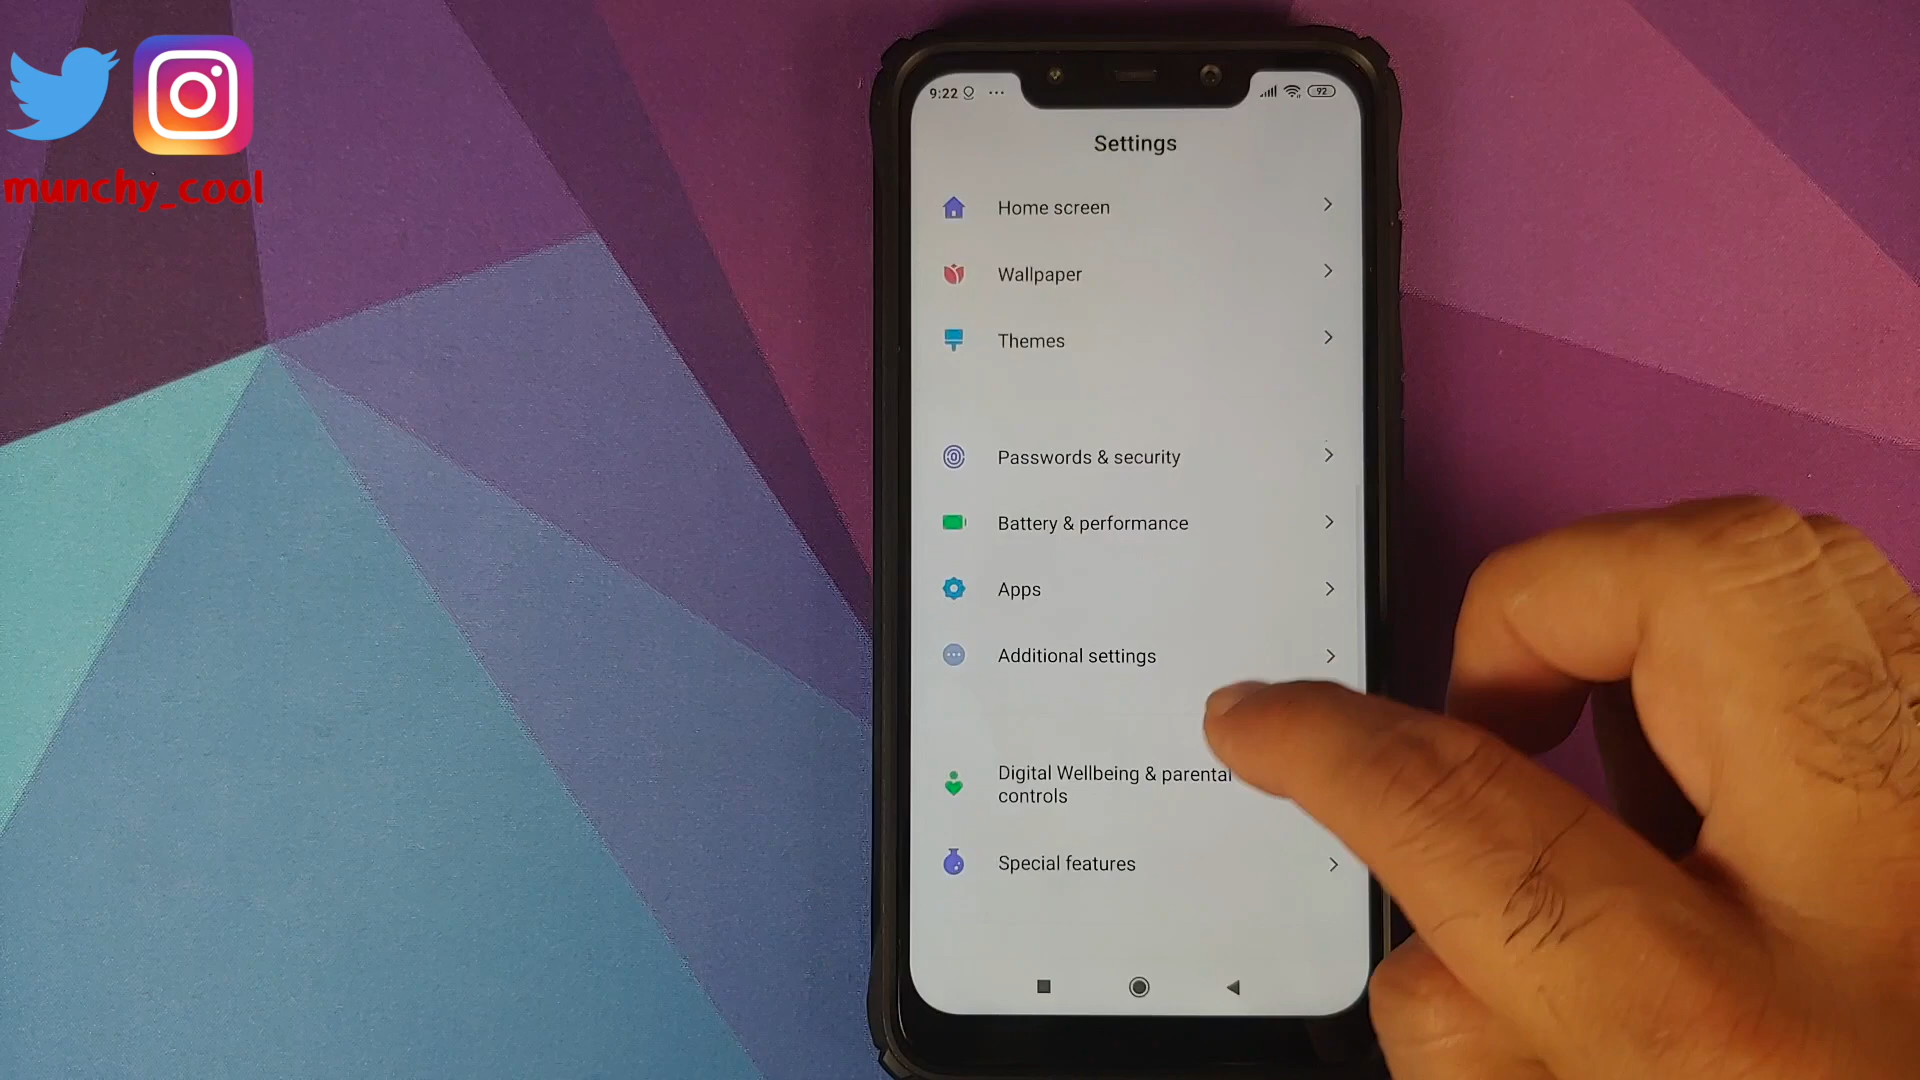 munchy_cool
9:22 ... 92
Settings
Home screen
Wallpaper
Themes
Passwords & security
Battery & performance
Apps
Additional settings
Digital Wellbeing & parental
controls
Special features